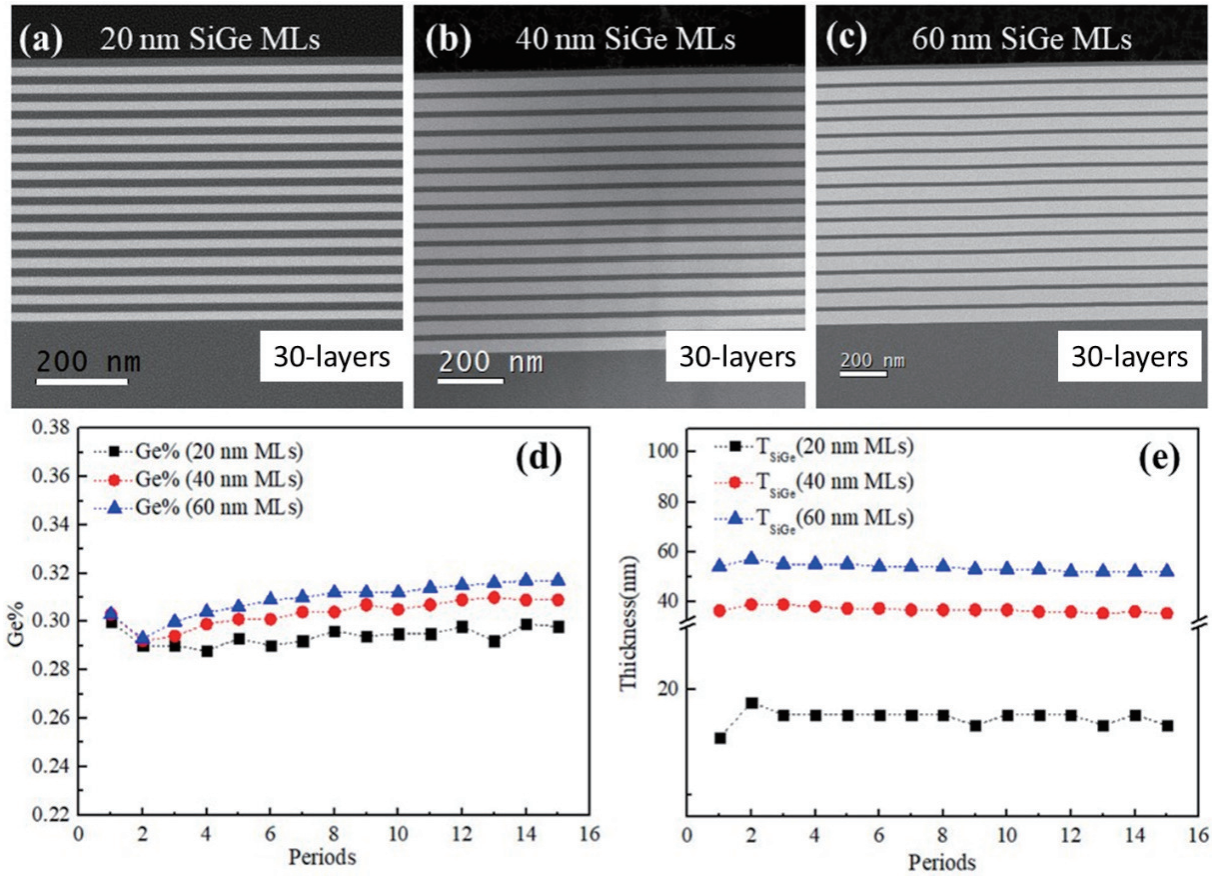 (a) 20 nm SiGe MLs
200 nm
30-layers
(b) 40 nm SiGe MLs
200 nm
30-layers
(c) 60 nm SiGe MLs
200 nm
30-layers
(d)
Ge% (20 nm MLs)
Ge% (40 nm MLs)
Ge% (60 nm MLs)
Ge%
0.38
0.36
0.34
0.32
0.30
0.28
0.26
0.24
0.22
0 2 4 6 8 10 12 14 16
Periods
(e)
T_SiGe (20 nm MLs)
T_SiGe (40 nm MLs)
T_SiGe (60 nm MLs)
Thickness(nm)
100
80
60
40
20
0 2 4 6 8 10 12 14 16
Periods